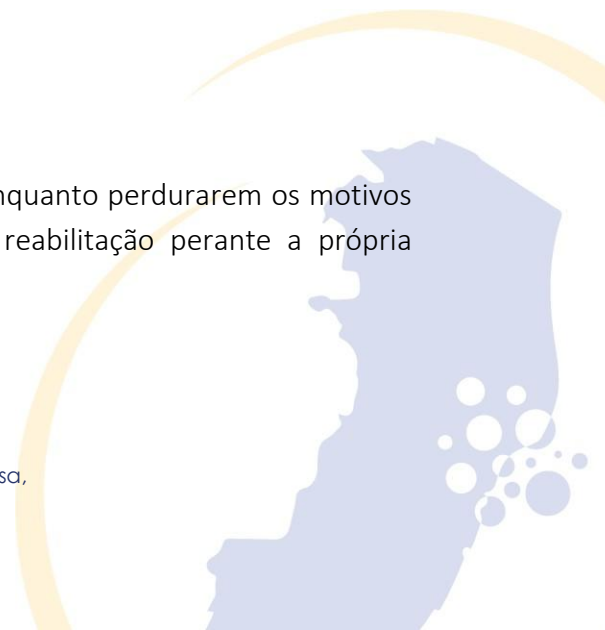 nquanto perdurarem os motivos
reabilitação perante a própria
sa,